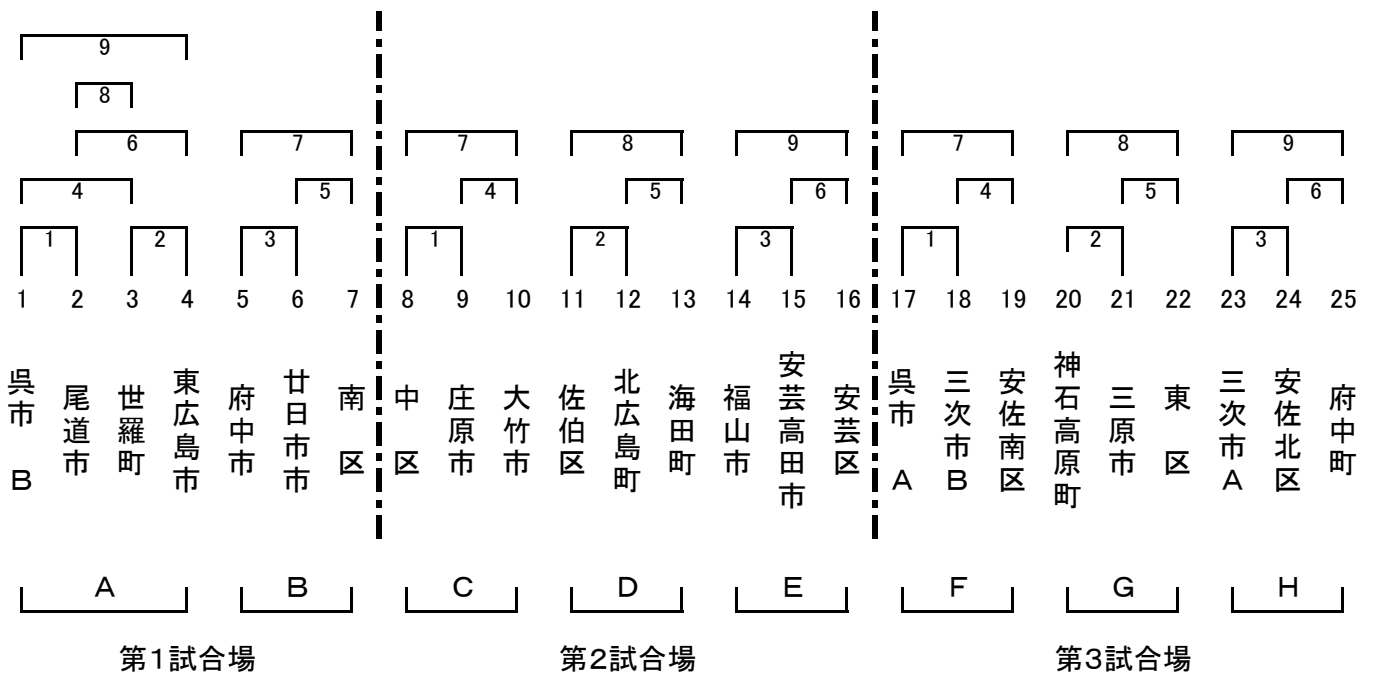 9
8
6 7 7 8 9 7 8 9
4 5 4 5 6 4 5 6
1 2 3 1 2 3 1 2 3
1 2 3 4 5 6 7 8 9 10 11 12 13 14 15 16 17 18 19 20 21 22 23 24 25
呉市 B
尾道市
世羅町
東広島市
府中市
廿日市市
南 区
中 区
庄原市
大竹市
佐伯区
北広島町
海田町
福山市
安芸高田市
安芸区
呉市 A
三次市B
安佐南区
神石高原町
三原市
東 区
三次市A
安佐北区
府中町
A B C D E F G H
第1試合場 第2試合場 第3試合場